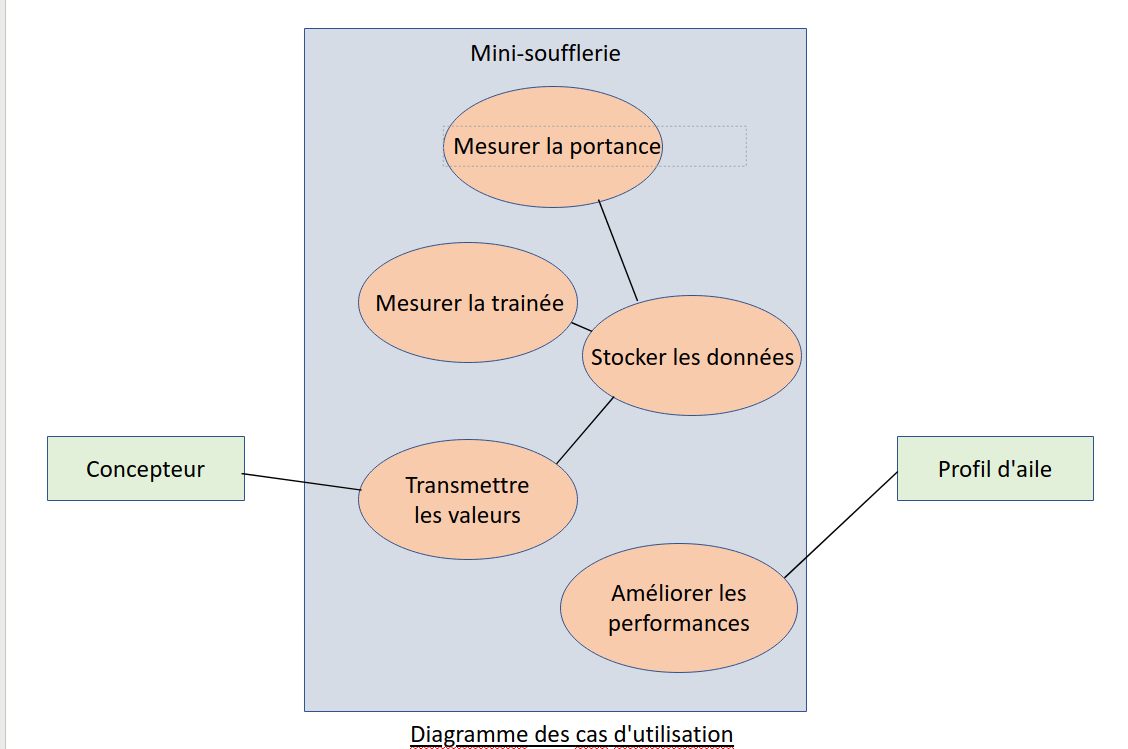 Mini-soufflerie
Mesurer la portance
Mesurer la trainée
Stocker les données
Concepteur
Profil d'aile
Transmettre
les valeurs
Améliorer les
performances
Diagramme des cas d'utilisation